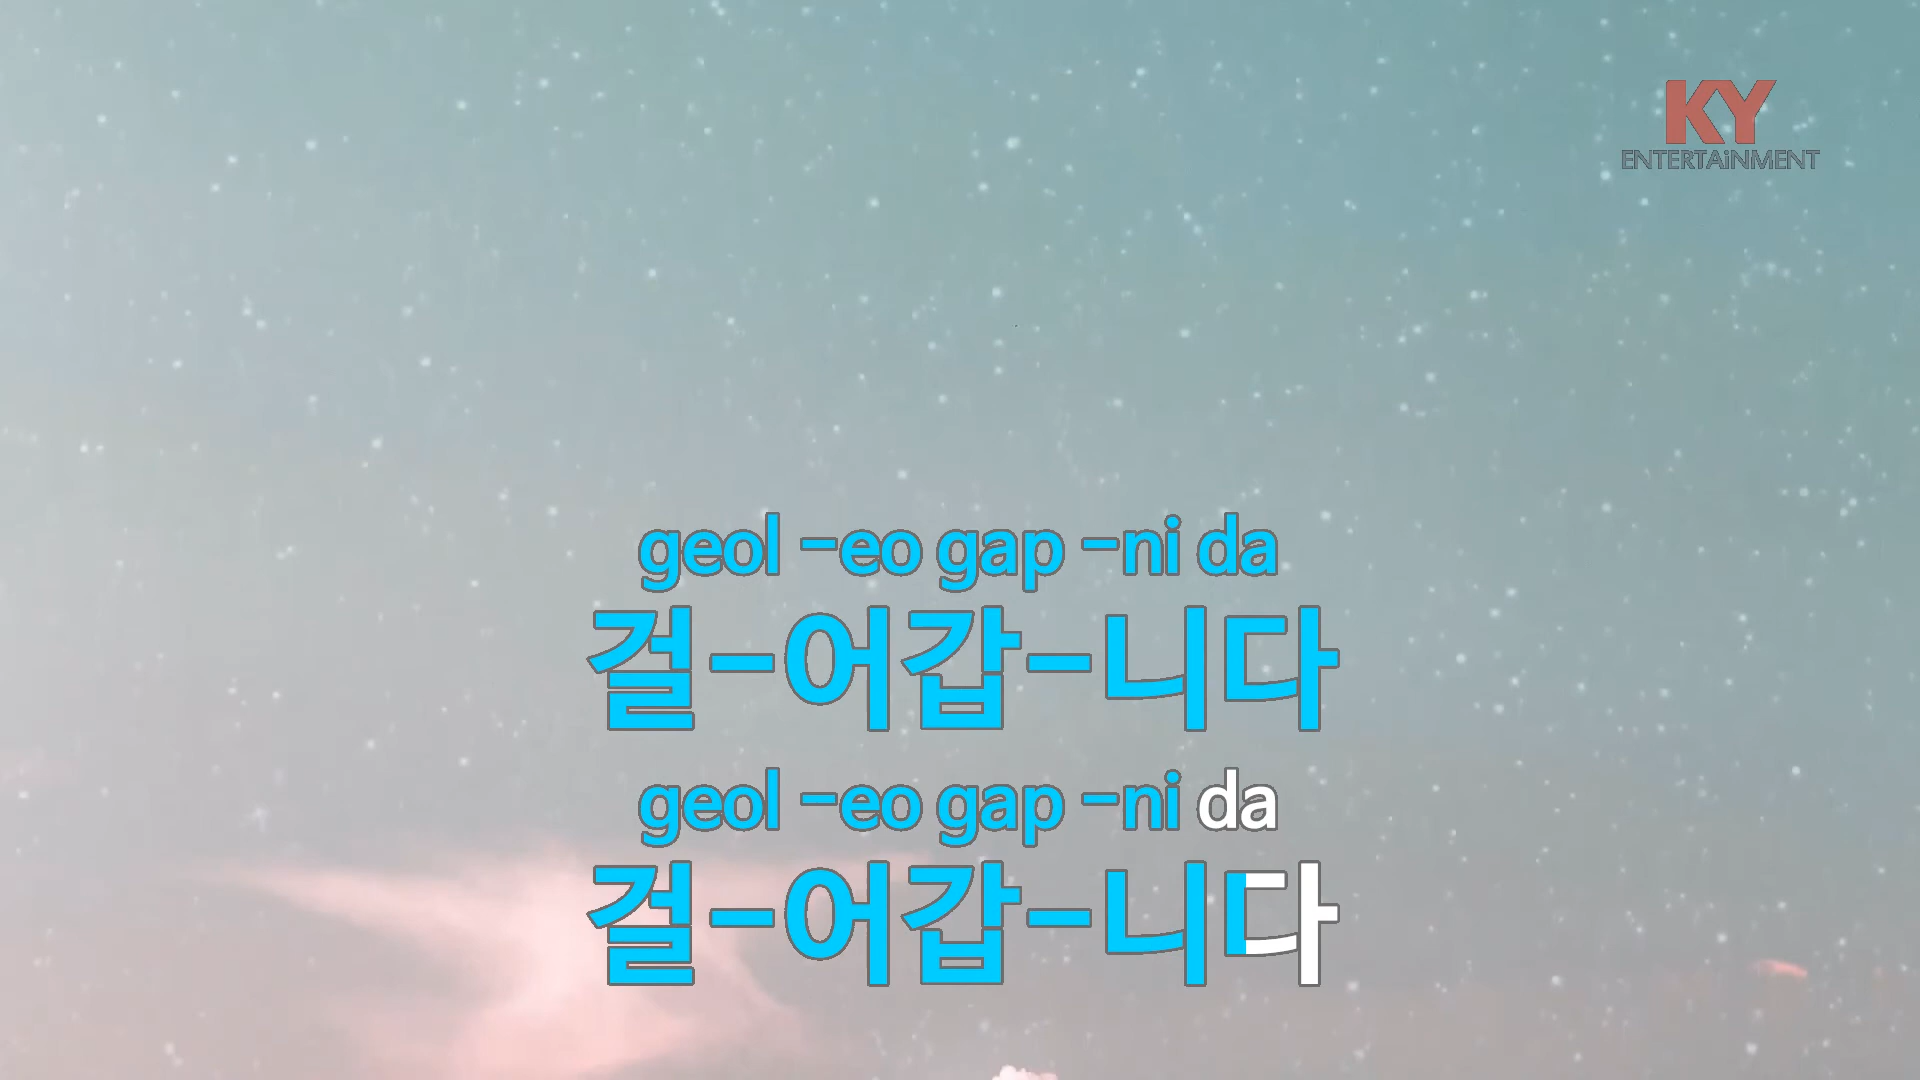 KY
ENTERTAiNMENT
geol -eo gap -ni da
걸-어갑-니다
geol -eo gap -ni da
걸-어갑-니다